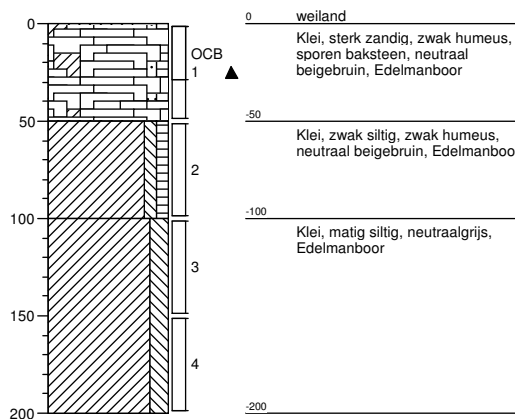 0
50
100
150
200
OCB
1
2
3
4
0
weiland
Klei, sterk zandig, zwak humeus,
sporen baksteen, neutraal
beigebruin, Edelmanboor
-50
Klei, zwak siltig, zwak humeus,
neutraal beigebruin, Edelmanboo
-100
Klei, matig siltig, neutraalgrijs,
Edelmanboor
-200